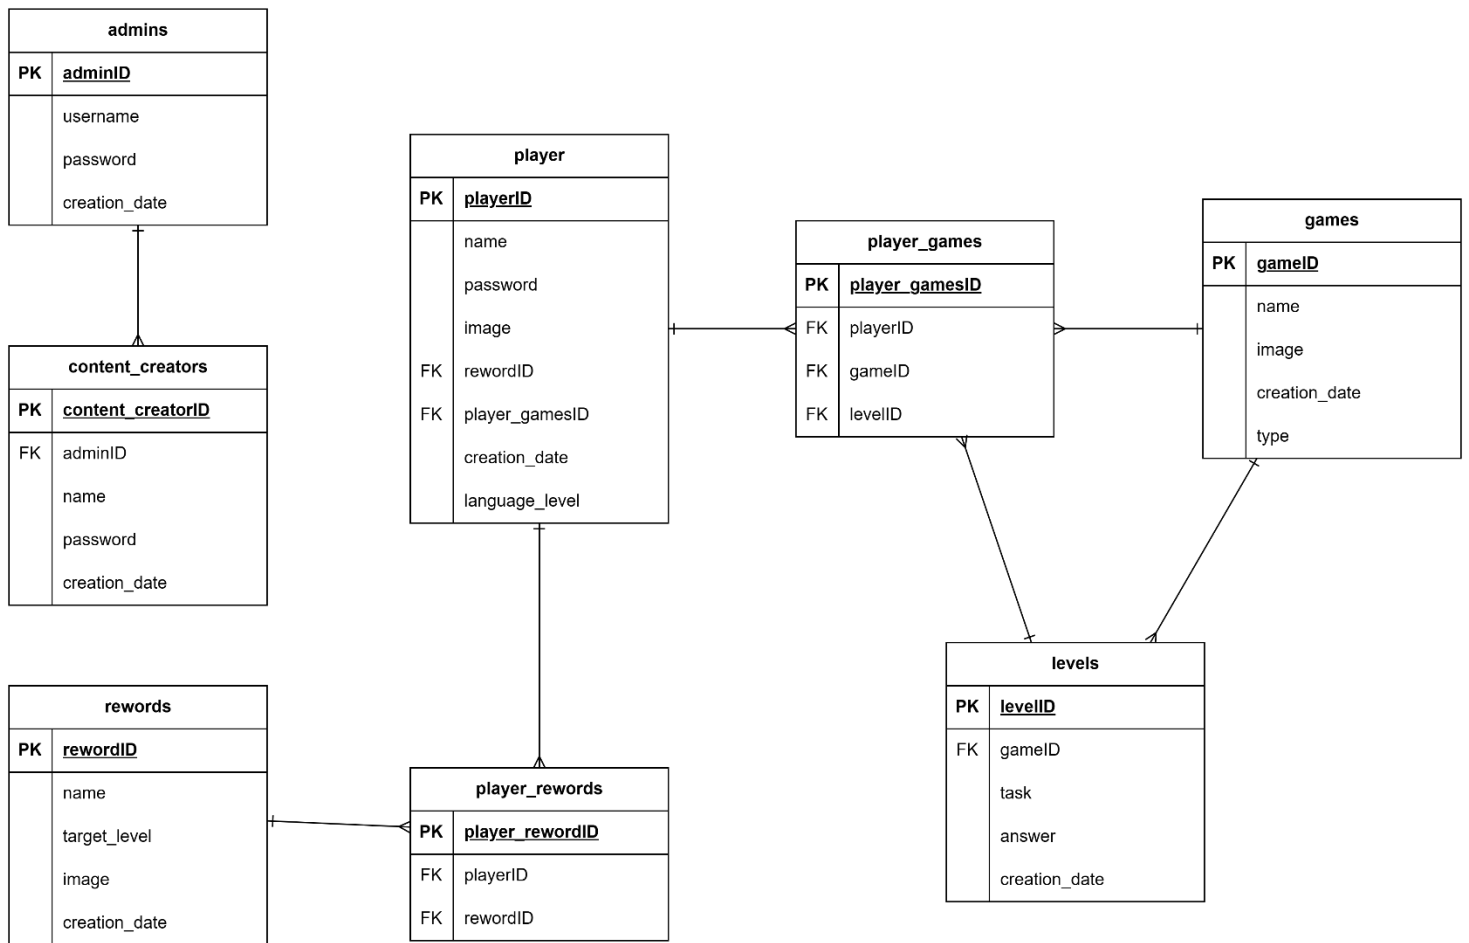 admins
PK adminID
username
password
creation_date
content_creators
PK content_creatorID
FK adminID
name
password
creation_date
rewords
PK rewordID
name
target_level
image
creation_date
player
PK playerID
name
password
image
FK rewordID
FK player_gamesID
creation_date
language_level
player_rewords
PK player_rewordID
FK playerID
FK rewordID
player_games
PK player_gamesID
FK playerID
FK gameID
FK levelID
games
PK gameID
name
image
creation_date
type
levels
PK levelID
FK gameID
task
answer
creation_date